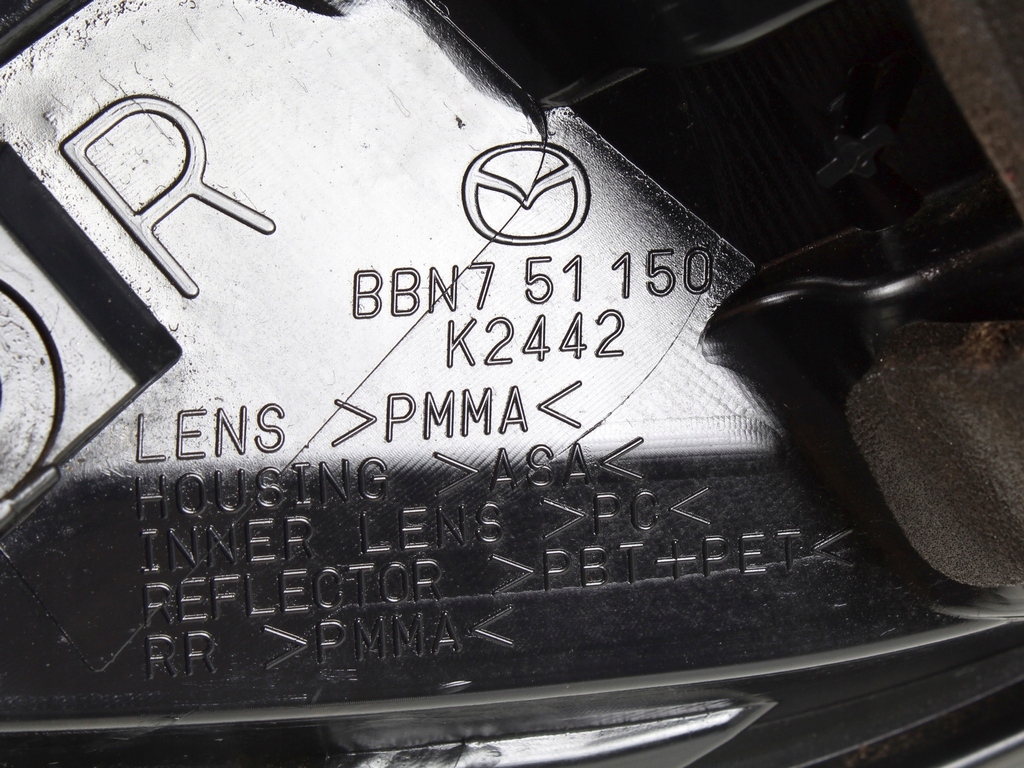 R
BBN7 51 150
K2442
LENS >PMMA<
HOUSING >ASA<
INNER LENS >PC<
REFLECTOR >PBT+PET<
RR >PMMA<